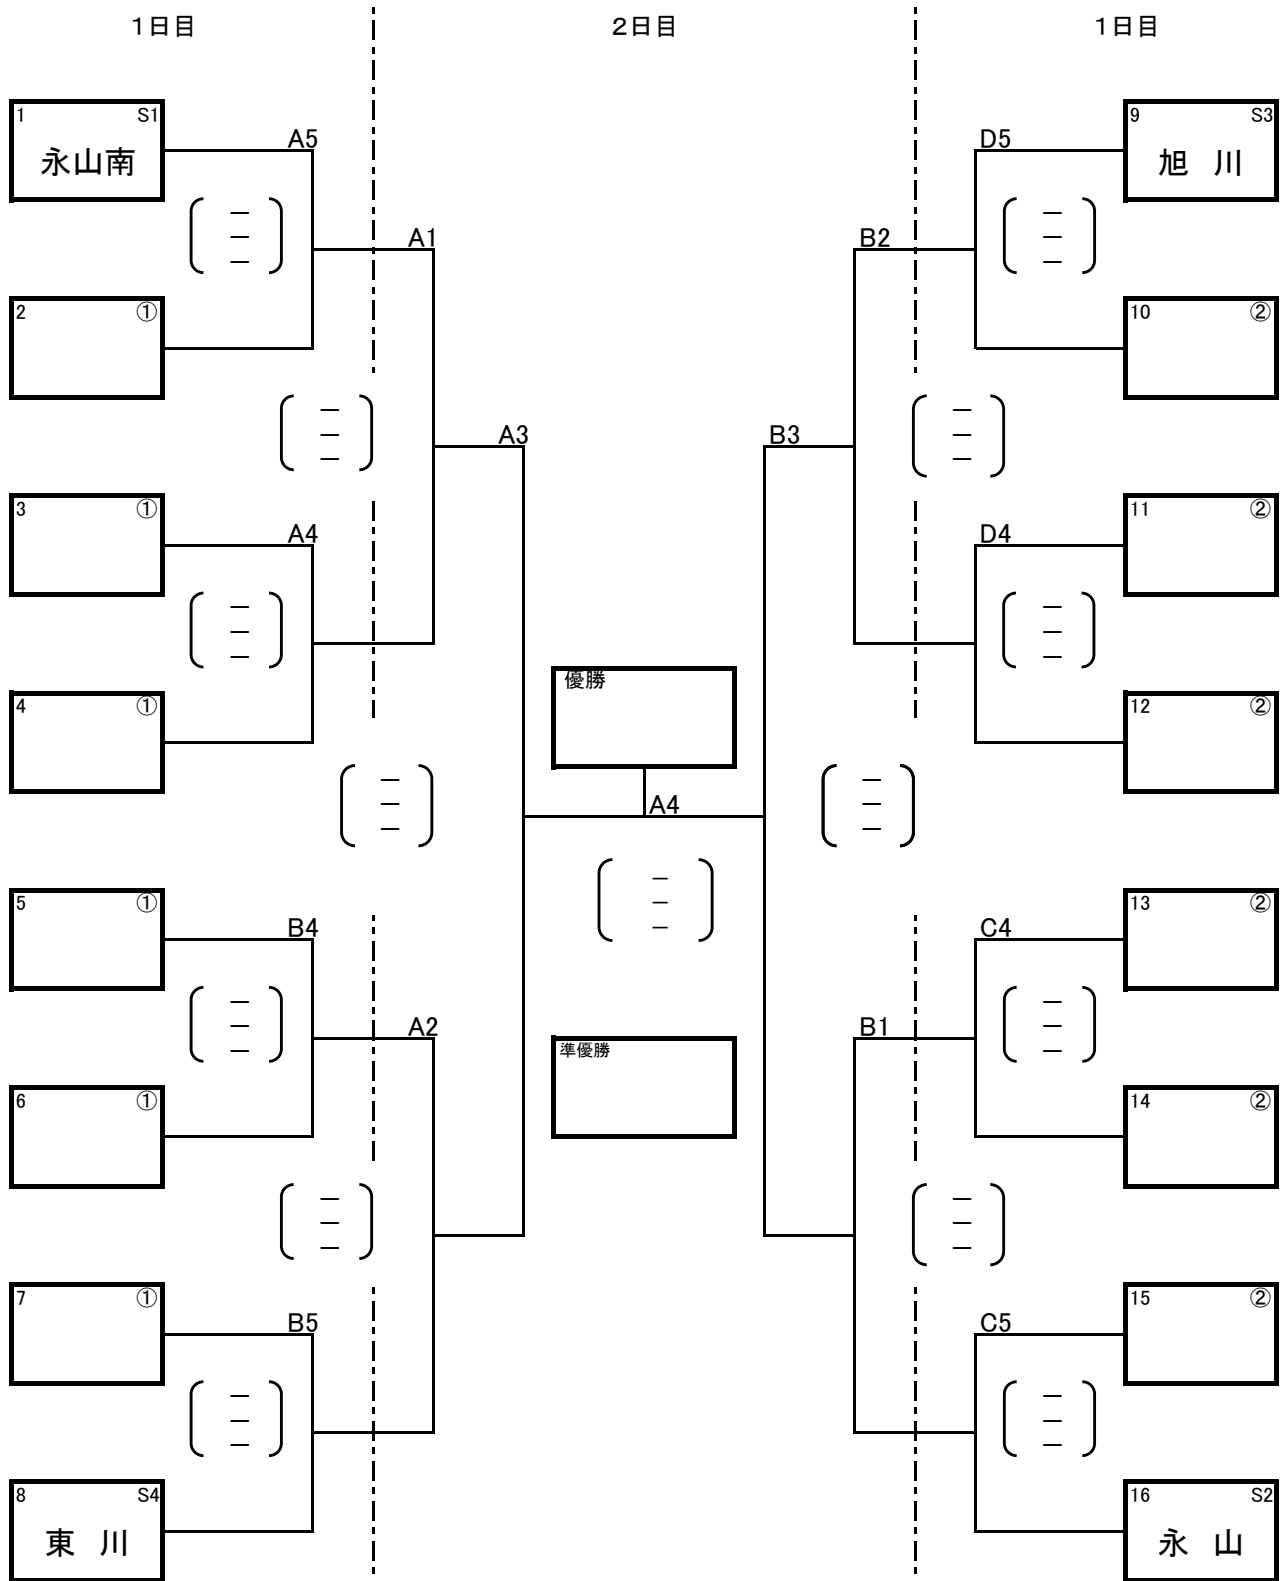 １日目 ２日目 １日目
1 S1 9 S3
A5 D5
永山南 旭 川
－ －
－ －
A1 B2
－ －
2 ① 10 ②
－ －
A3 B3
－ －
－ －
3 ① 11 ②
A4 D4
－ －
－ －
－ －
優勝
4 ① 12 ②
－ －
A4
－ －
－ －
－
5 ① 13 ②
－
B4 C4
－
－ －
－ －
A2 B1
－ －
準優勝
6 ① 14 ②
－ －
－ －
－ －
7 ① 15 ②
B5 C5
－ －
－ －
－ －
8 S4 16 S2
東 川 永 山